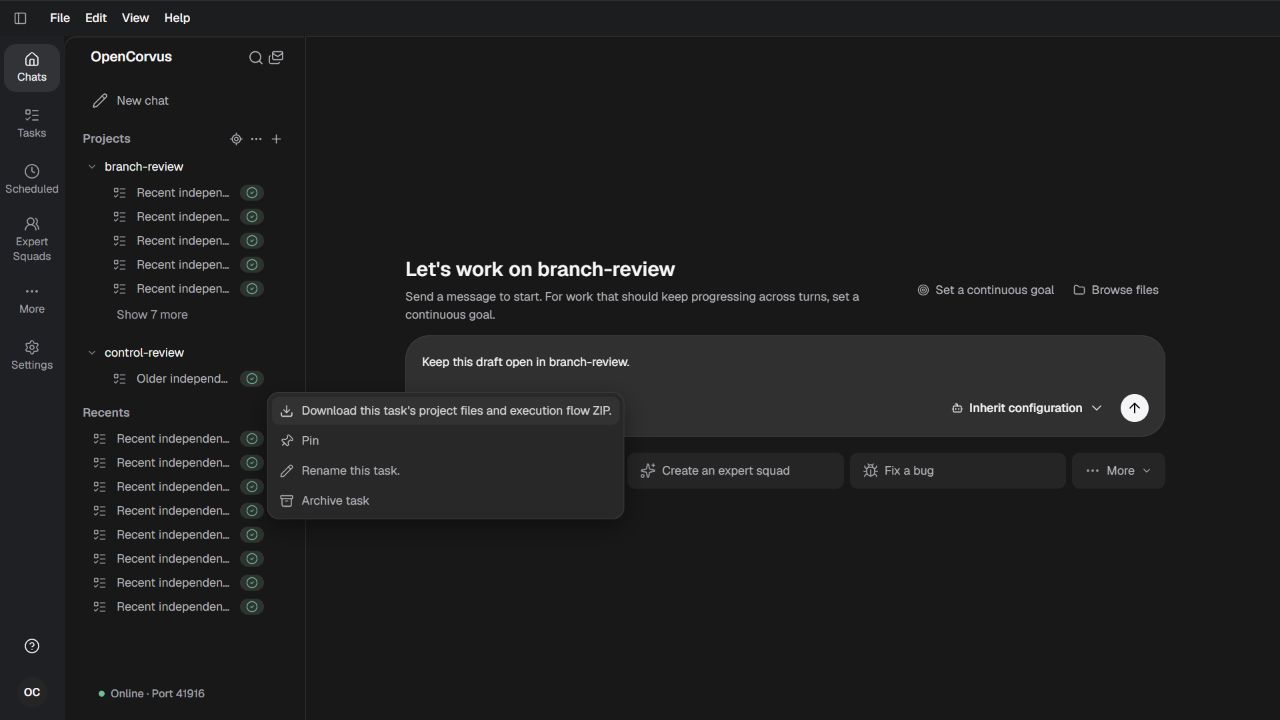 File Edit View Help
Chats
Tasks
Scheduled
Expert
Squads
More
Settings
OC
OpenCorvus
New chat
Projects
branch-review
Recent indepen...
Recent indepen...
Recent indepen...
Recent indepen...
Recent indepen...
Show 7 more
control-review
Older independ...
Recents
Recent independen...
Recent independen...
Recent independen...
Recent independen...
Recent independen...
Recent independen...
Recent independen...
Recent independen...
Online · Port 41916
Download this task's project files and execution flow ZIP.
Pin
Rename this task.
Archive task
Let's work on branch-review
Send a message to start. For work that should keep progressing across turns, set a
continuous goal.
Set a continuous goal
Browse files
Keep this draft open in branch-review.
Inherit configuration
Create an expert squad
Fix a bug
More